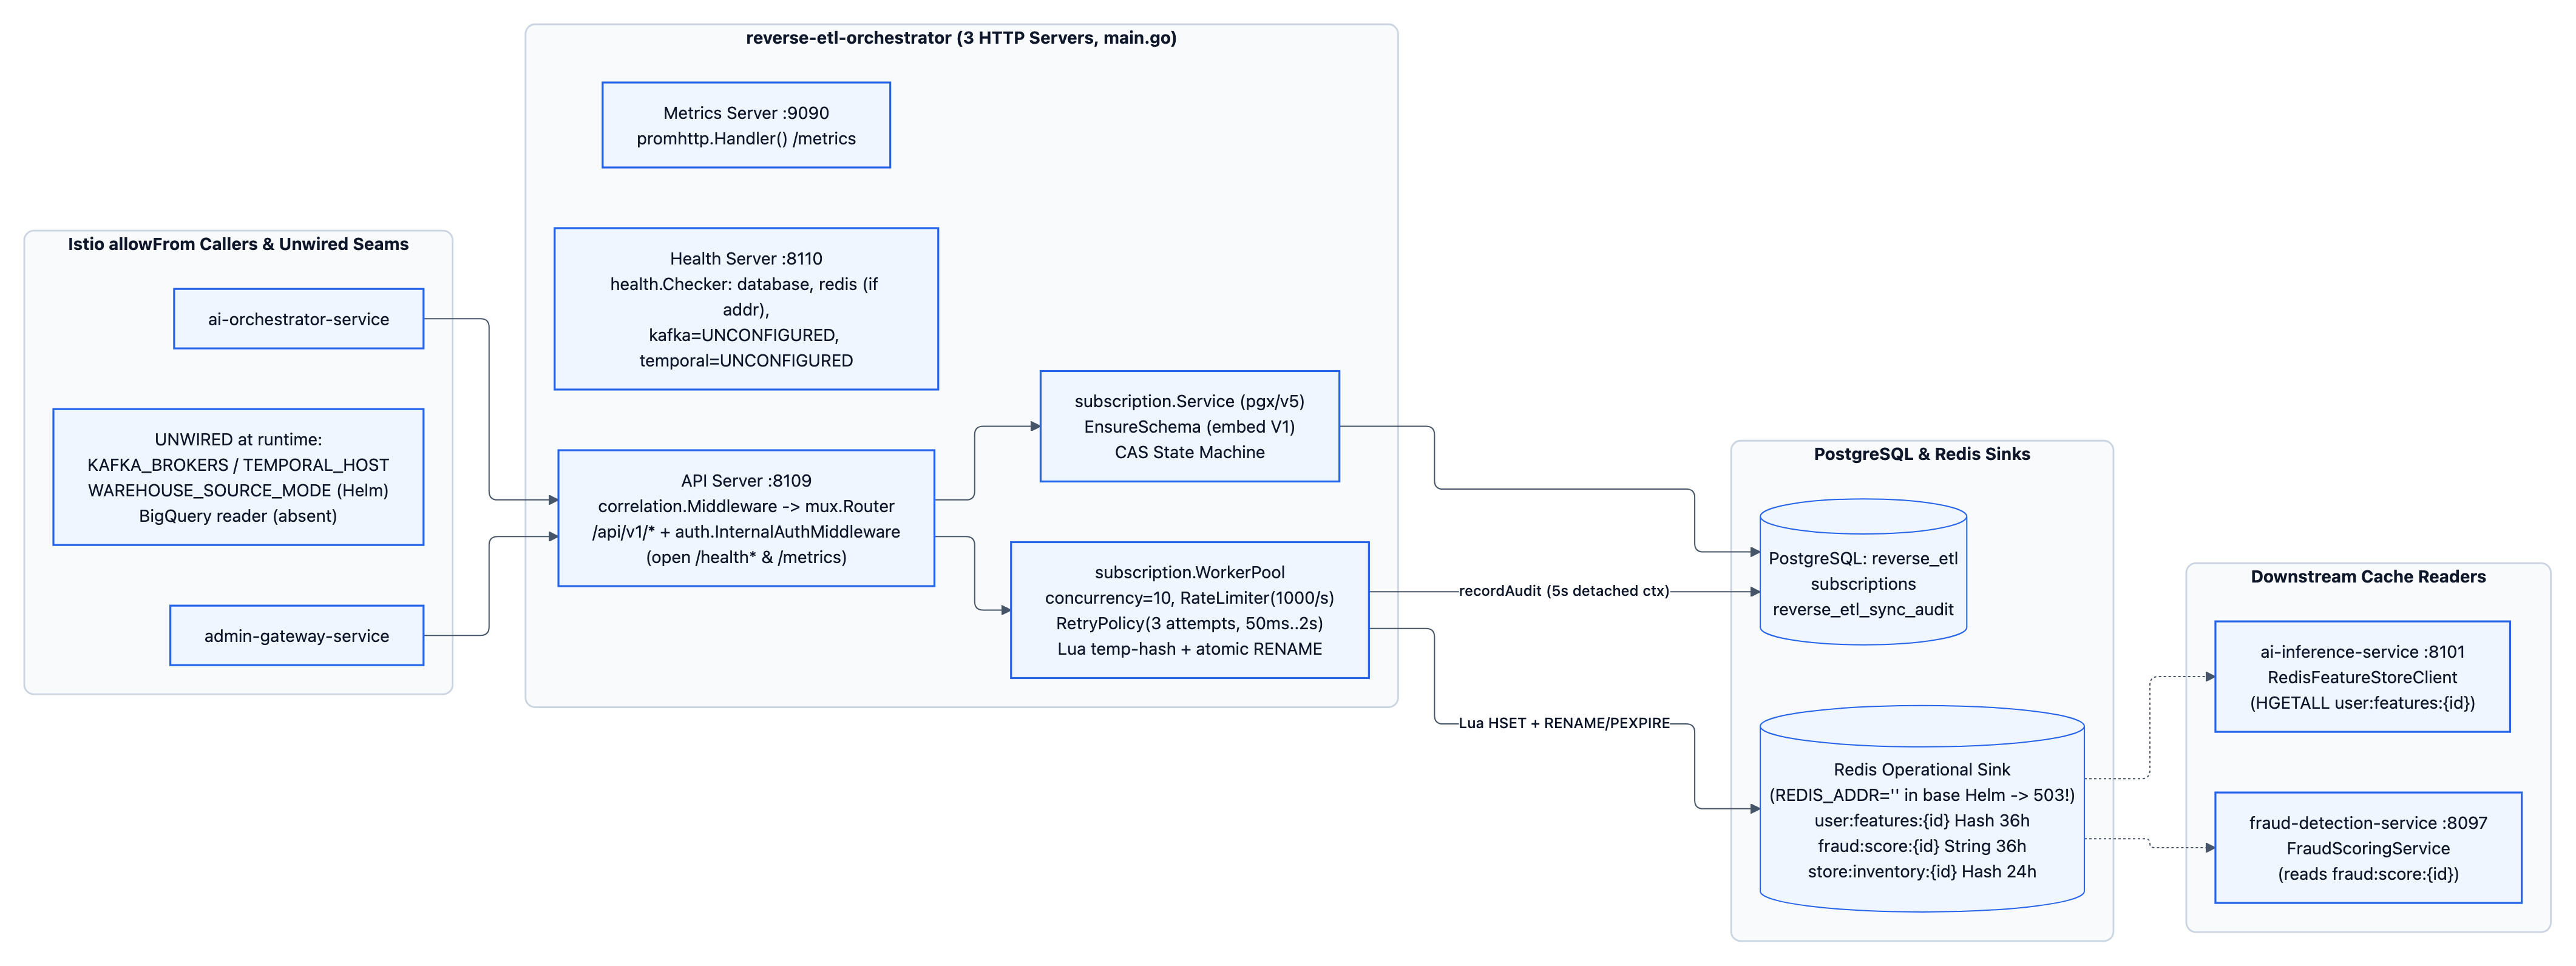 Istio allowFrom Callers & Unwired Seams
ai-orchestrator-service
UNWIRED at runtime:
KAFKA_BROKERS / TEMPORAL_HOST
WAREHOUSE_SOURCE_MODE (Helm)
BigQuery reader (absent)
admin-gateway-service
reverse-etl-orchestrator (3 HTTP Servers, main.go)
Metrics Server :9090
promhttp.Handler() /metrics
Health Server :8110
health.Checker: database, redis (if
addr),
kafka=UNCONFIGURED,
temporal=UNCONFIGURED
API Server :8109
correlation.Middleware -> mux.Router
/api/v1/* + auth.InternalAuthMiddleware
(open /health* & /metrics)
subscription.Service (pgx/v5)
EnsureSchema (embed V1)
CAS State Machine
subscription.WorkerPool
concurrency=10, RateLimiter(1000/s)
RetryPolicy(3 attempts, 50ms..2s)
Lua temp-hash + atomic RENAME
recordAudit (5s detached ctx)
Lua HSET + RENAME/PEXPIRE
PostgreSQL & Redis Sinks
PostgreSQL: reverse_etl
subscriptions
reverse_etl_sync_audit
Redis Operational Sink
(REDIS_ADDR='' in base Helm -> 503!)
user:features:{id} Hash 36h
fraud:score:{id} String 36h
store:inventory:{id} Hash 24h
Downstream Cache Readers
ai-inference-service :8101
RedisFeatureStoreClient
(HGETALL user:features:{id})
fraud-detection-service :8097
FraudScoringService
(reads fraud:score:{id})